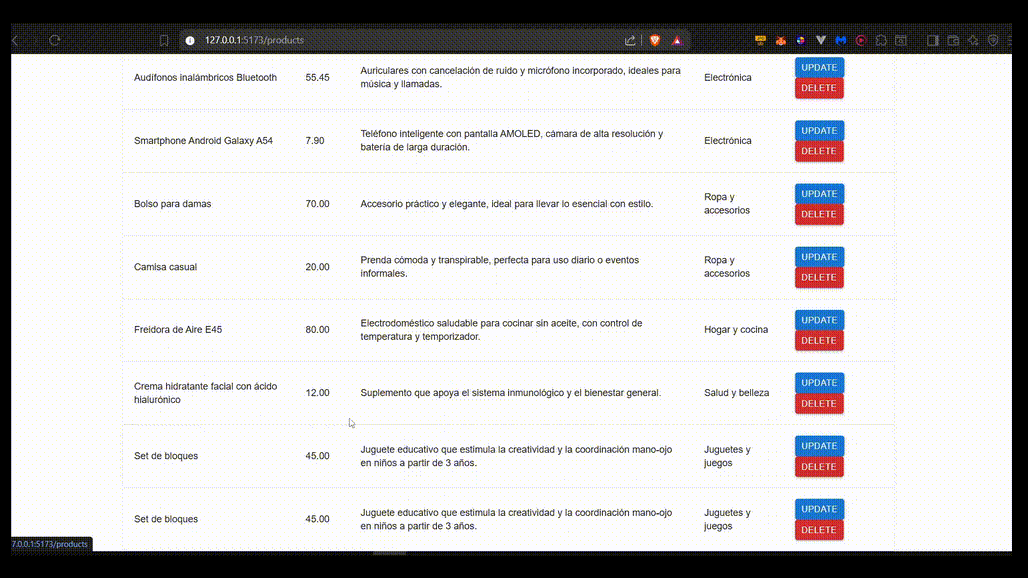 127.0.0.1:5173/products
Audífonos inalámbricos Bluetooth 55.45 Auriculares con cancelación de ruido y micrófono incorporado, ideales para música y llamadas. Electrónica UPDATE DELETE
Smartphone Android Galaxy A54 7.90 Teléfono inteligente con pantalla AMOLED, cámara de alta resolución y batería de larga duración. Electrónica UPDATE DELETE
Bolso para damas 70.00 Accesorio práctico y elegante, ideal para llevar lo esencial con estilo. Ropa y accesorios UPDATE DELETE
Camisa casual 20.00 Prenda cómoda y transpirable, perfecta para uso diario o eventos informales. Ropa y accesorios UPDATE DELETE
Freidora de Aire E45 80.00 Electrodoméstico saludable para cocinar sin aceite, con control de temperatura y temporizador. Hogar y cocina UPDATE DELETE
Crema hidratante facial con ácido hialurónico 12.00 Suplemento que apoya el sistema inmunológico y el bienestar general. Salud y belleza UPDATE DELETE
Set de bloques 45.00 Juguete educativo que estimula la creatividad y la coordinación mano-ojo en niños a partir de 3 años. Juguetes y juegos UPDATE DELETE
Set de bloques 45.00 Juguete educativo que estimula la creatividad y la coordinación mano-ojo en niños a partir de 3 años. Juguetes y juegos UPDATE DELETE
7.0.0.1:5173/products